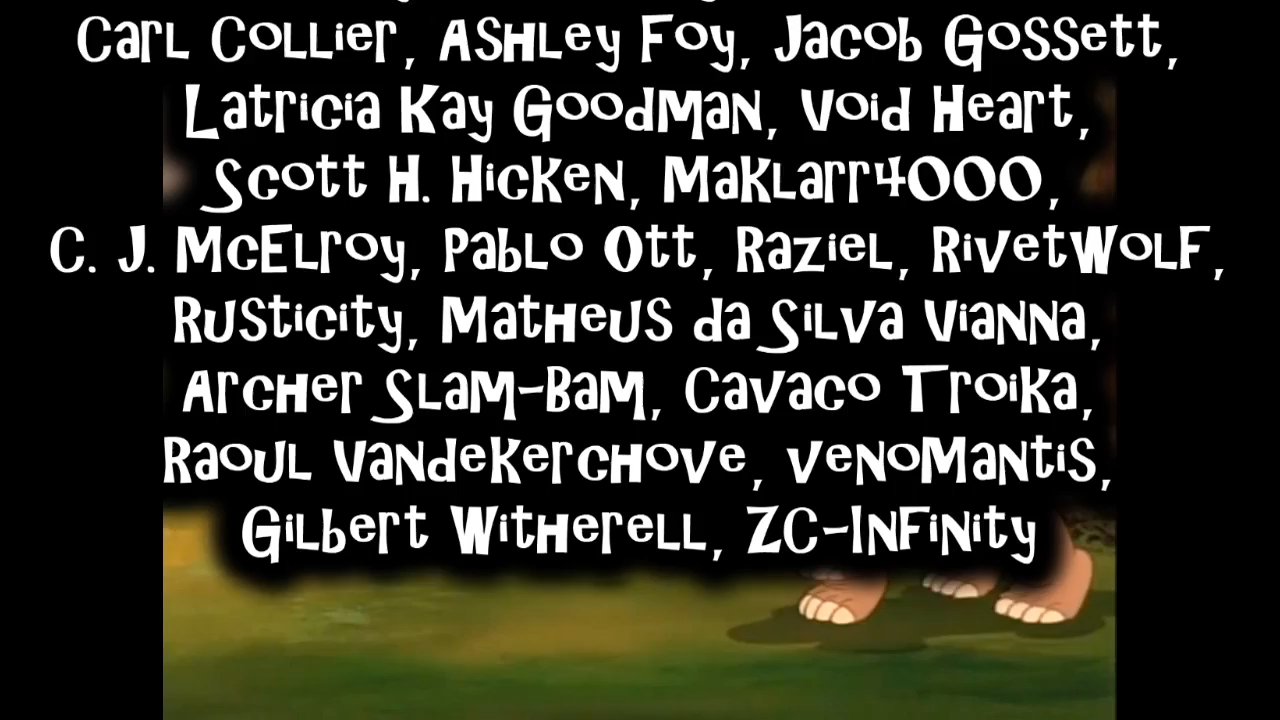 Carl Collier, Ashley Foy, Jacob Gossett,
Latricia Kay Goodman, Void Heart,
Scott H. Hicken, Maklarr4000,
C. J. McElroy, Pablo Ott, Raziel, RivetWolf,
Rusticity, Matheus da Silva Vianna,
Archer Slam-Bam, Cavaco Troika,
Raoul Vandekerchove, venomantis,
Gilbert Witherell, ZC-Infinity